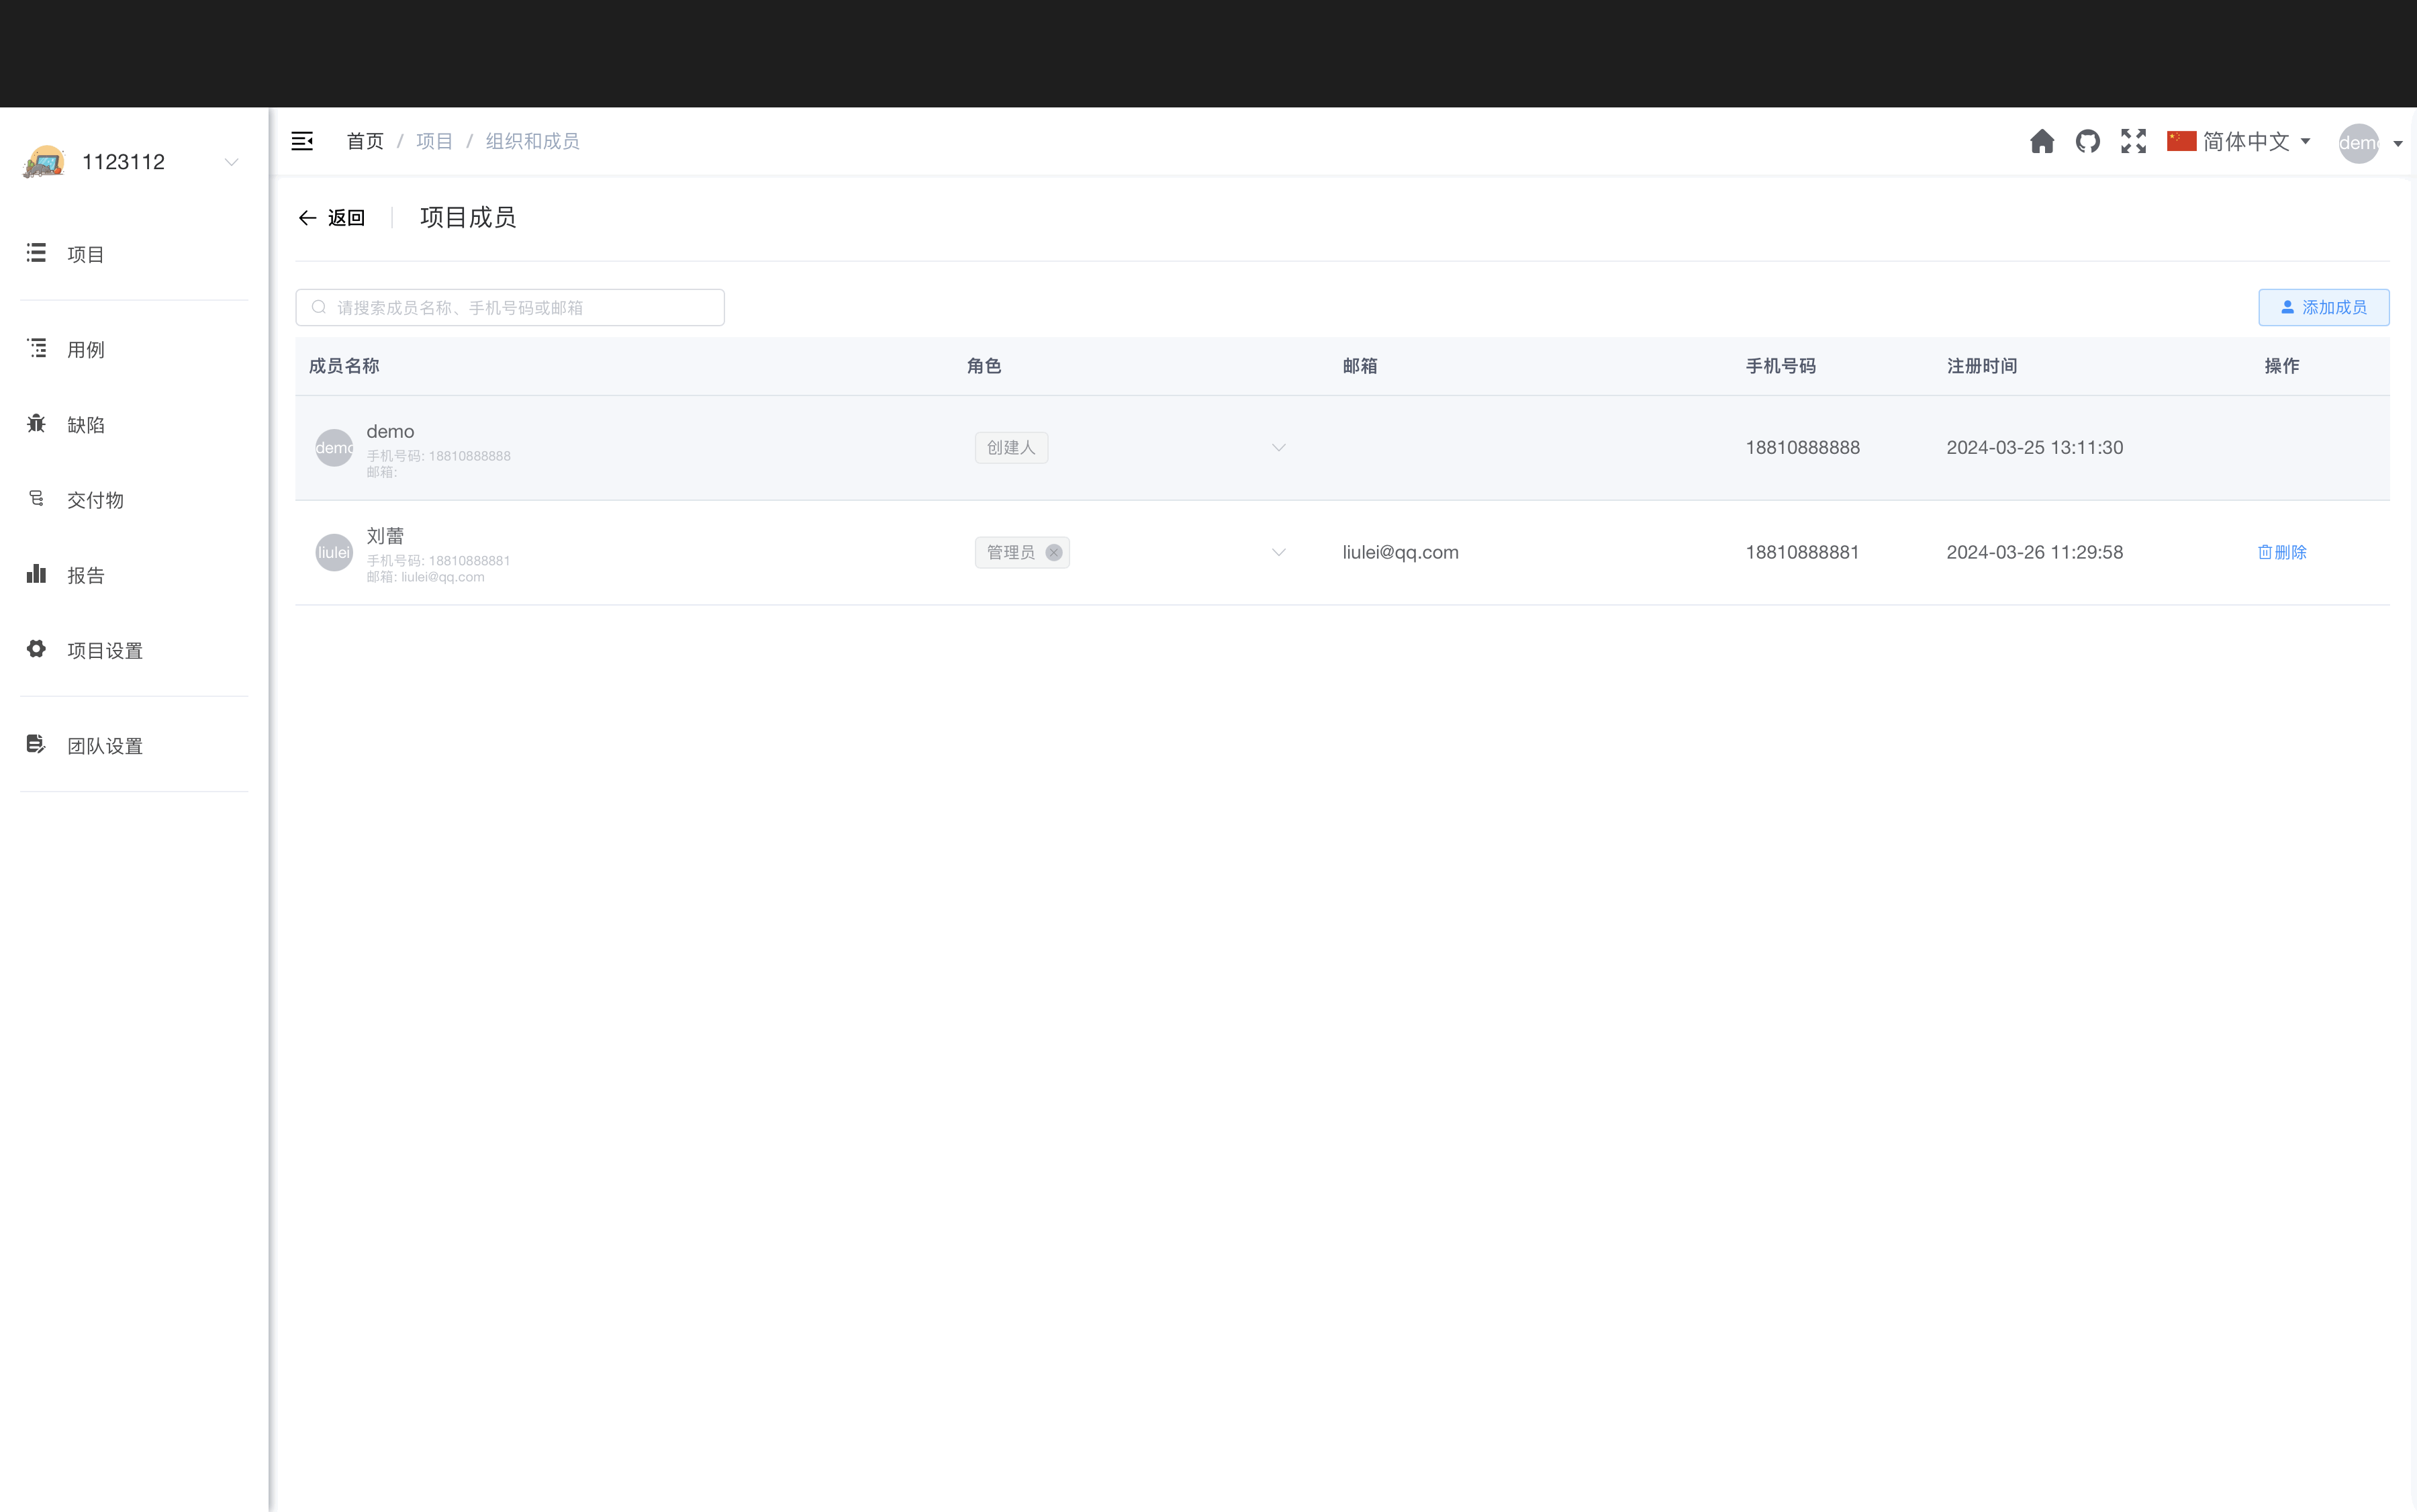 1123112
首页 / 项目 / 组织和成员
简体中文
demo
项目
用例
缺陷
交付物
报告
项目设置
团队设置
返回
项目成员
请搜索成员名称、手机号码或邮箱
添加成员
成员名称 角色 邮箱 手机号码 注册时间 操作
demo
demo
手机号码: 18810888888
邮箱:
创建人
18810888888
2024-03-25 13:11:30
liulei
刘蕾
手机号码: 18810888881
邮箱: liulei@qq.com
管理员
liulei@qq.com
18810888881
2024-03-26 11:29:58
删除